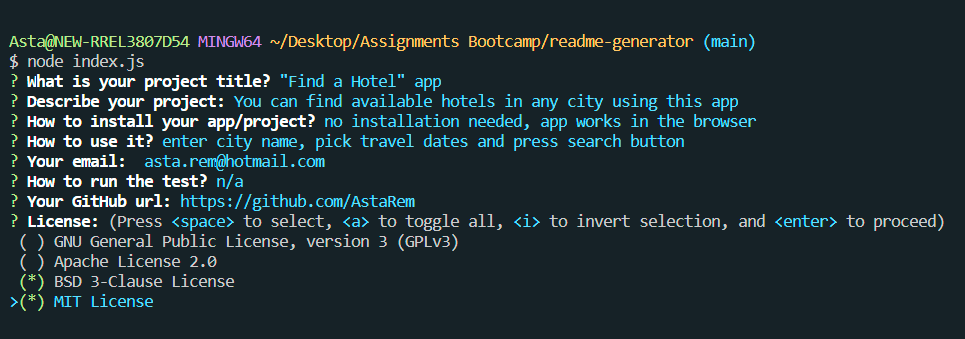 Asta@NEW-RREL3807D54 MINGW64 ~/Desktop/Assignments Bootcamp/readme-generator (main)
$ node index.js
? What is your project title? "Find a Hotel" app
? Describe your project: You can find available hotels in any city using this app
? How to install your app/project? no installation needed, app works in the browser
? How to use it? enter city name, pick travel dates and press search button
? Your email:  asta.rem@hotmail.com
? How to run the test? n/a
? Your GitHub url: https://github.com/AstaRem
? License: (Press <space> to select, <a> to toggle all, <i> to invert selection, and <enter> to proceed)
 ( ) GNU General Public License, version 3 (GPLv3)
 ( ) Apache License 2.0
 (*) BSD 3-Clause License
>(*) MIT License